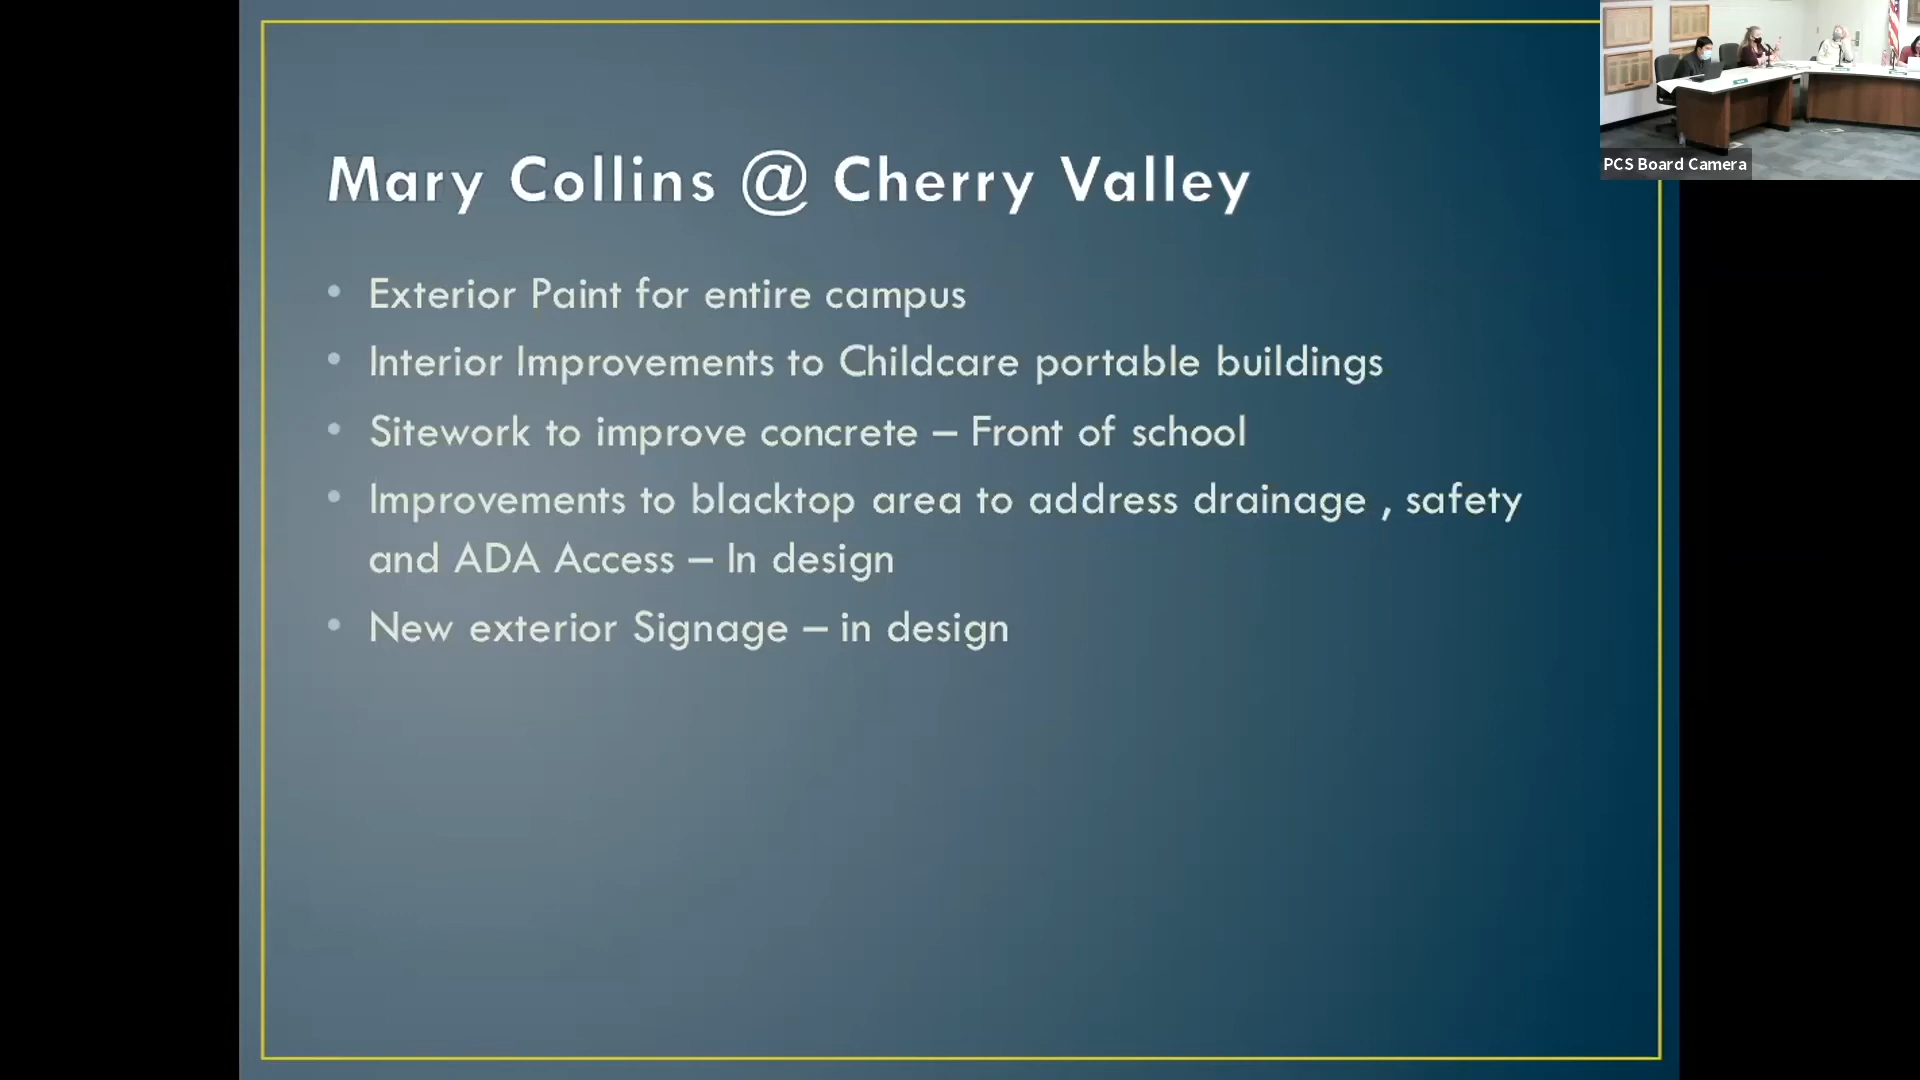 Mary Collins @ Cherry Valley
• Exterior Paint for entire campus
• Interior Improvements to Childcare portable buildings
• Sitework to improve concrete – Front of school
• Improvements to blacktop area to address drainage , safety
and ADA Access – In design
• New exterior Signage – in design
PCS Board Camera